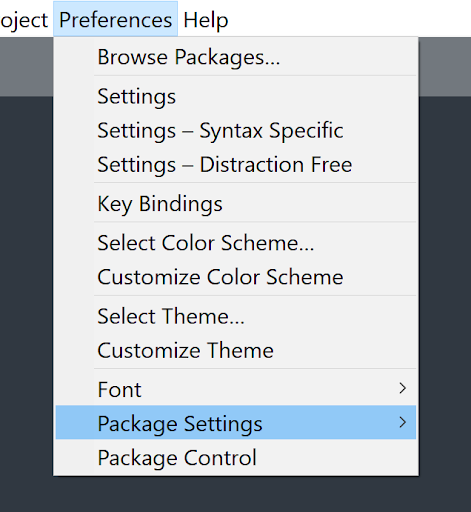 oject Preferences Help
Browse Packages...
Settings
Settings – Syntax Specific
Settings – Distraction Free
Key Bindings
Select Color Scheme...
Customize Color Scheme
Select Theme...
Customize Theme
Font
Package Settings
Package Control